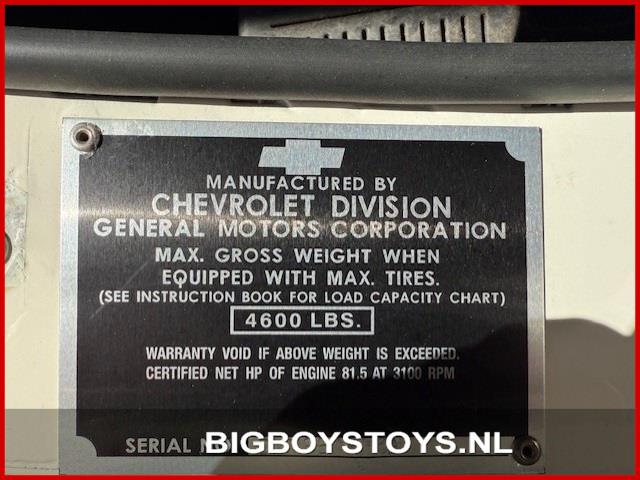 MANUFACTURED BY
CHEVROLET DIVISION
GENERAL MOTORS CORPORATION
MAX. GROSS WEIGHT WHEN
EQUIPPED WITH MAX. TIRES.
(SEE INSTRUCTION BOOK FOR LOAD CAPACITY CHART)
4600 LBS.
WARRANTY VOID IF ABOVE WEIGHT IS EXCEEDED.
CERTIFIED NET HP OF ENGINE 81.5 AT 3100 RPM
SERIAL
BIGBOYSTOYS.NL